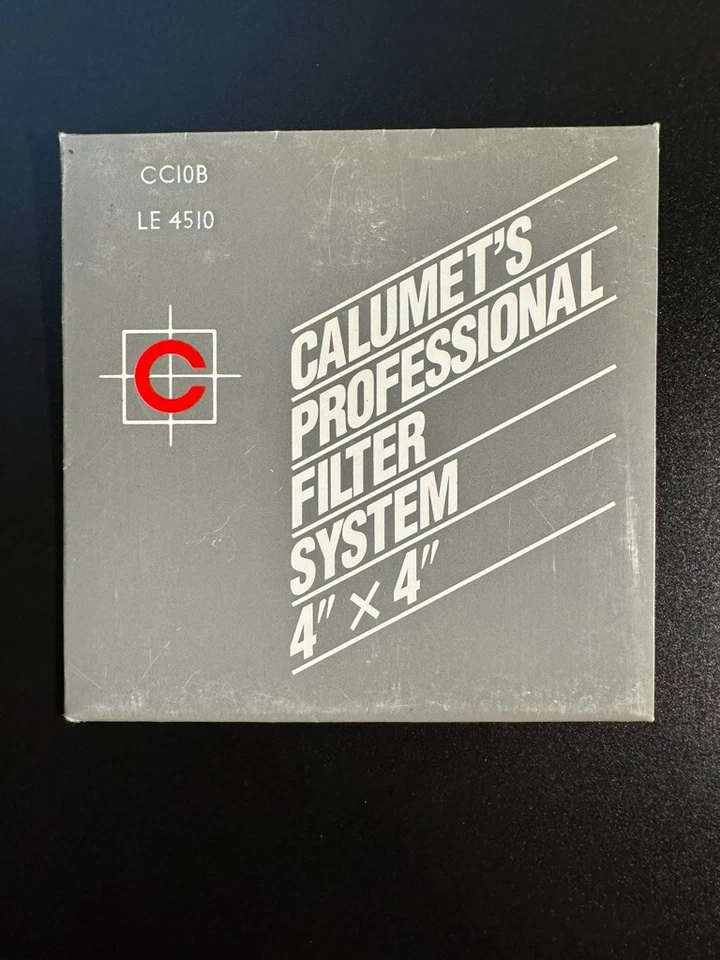 CC10B
LE 4510
C
CALUMET'S
PROFESSIONAL
FILTER
SYSTEM
4" × 4"